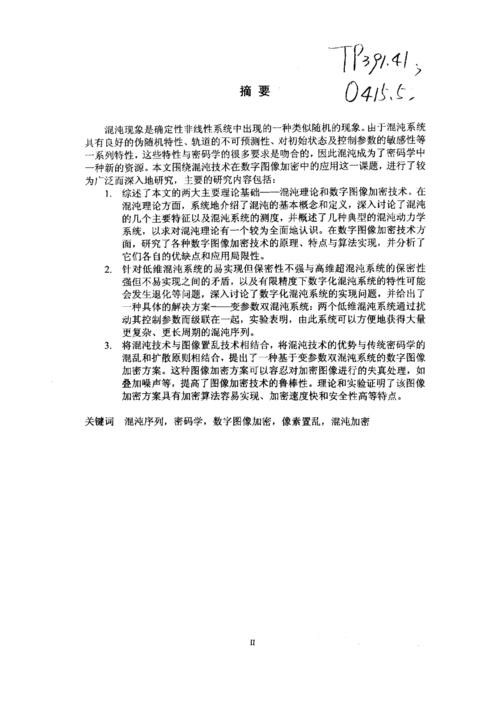 TP391.41;
O415.5.
摘 要
混沌现象是确定性非线性系统中出现的一种类似随机的现象。由于混沌系统
具有良好的伪随机特性、轨道的不可预测性、对初始状态及控制参数的敏感性等
一系列特性，这些特性与密码学的很多要求是吻合的，因此混沌成为了密码学中
一种新的资源。本文围绕混沌技术在数字图像加密中的应用这一课题，进行了较
为广泛而深入地研究，主要的研究内容包括：
1. 综述了本文的两大主要理论基础——混沌理论和数字图像加密技术。在
混沌理论方面，系统地介绍了混沌的基本概念和定义，深入讨论了混沌
的几个主要特征以及混沌系统的测度，并概述了几种典型的混沌动力学
系统，以求对混沌理论有一个较为全面地认识。在数字图像加密技术方
面，研究了各种数字图像加密技术的原理、特点与算法实现，并分析了
它们各自的优缺点和应用局限性。
2. 针对低维混沌系统的易实现但保密性不强与高维超混沌系统的保密性
强但不易实现之间的矛盾，以及有限精度下数字化混沌系统的特性可能
会发生退化等问题，深入讨论了数字化混沌系统的实现问题，并给出了
一种具体的解决方案——变参数双混沌系统：两个低维混沌系统通过扰
动其控制参数而级联在一起，实验表明，由此系统可以方便地获得大量
更复杂、更长周期的混沌序列。
3. 将混沌技术与图像置乱技术相结合，将混沌技术的优势与传统密码学的
混乱和扩散原则相结合，提出了一种基于变参数双混沌系统的数字图像
加密方案。这种图像加密方案可以容忍对加密图像进行的失真处理，如
叠加噪声等，提高了图像加密技术的鲁棒性。理论和实验证明了该图像
加密方案具有加密算法容易实现、加密速度快和安全性高等特点。
关键词 混沌序列，密码学，数字图像加密，像素置乱，混沌加密
II